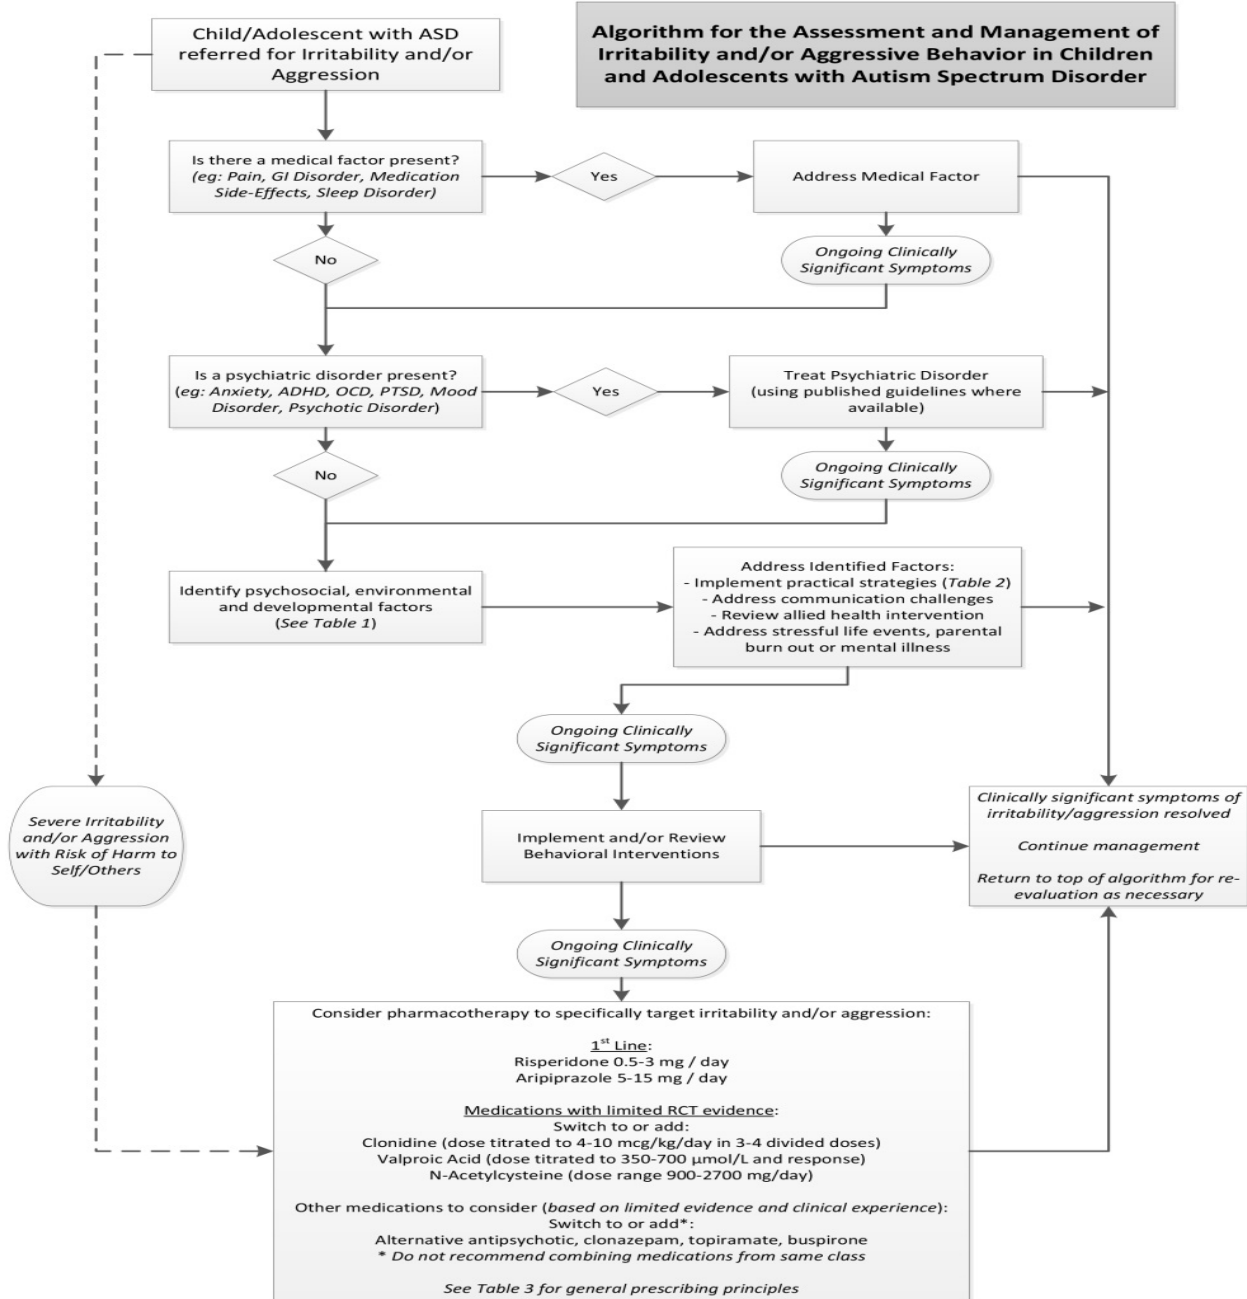 Child/Adolescent with ASD
referred for Irritability and/or
Aggression
Algorithm for the Assessment and Management of
Irritability and/or Aggressive Behavior in Children
and Adolescents with Autism Spectrum Disorder
Is there a medical factor present?
(eg: Pain, GI Disorder, Medication
Side-Effects, Sleep Disorder)
Yes
Address Medical Factor
No
Ongoing Clinically
Significant Symptoms
Is a psychiatric disorder present?
(eg: Anxiety, ADHD, OCD, PTSD, Mood
Disorder, Psychotic Disorder)
Yes
Treat Psychiatric Disorder
(using published guidelines where
available)
No
Ongoing Clinically
Significant Symptoms
Identify psychosocial, environmental
and developmental factors
(See Table 1)
Address Identified Factors:
- Implement practical strategies (Table 2)
- Address communication challenges
- Review allied health intervention
- Address stressful life events, parental
burn out or mental illness
Ongoing Clinically
Significant Symptoms
Severe Irritability
and/or Aggression
with Risk of Harm to
Self/Others
Implement and/or Review
Behavioral Interventions
Clinically significant symptoms of
irritability/aggression resolved
Continue management
Return to top of algorithm for re-
evaluation as necessary
Ongoing Clinically
Significant Symptoms
Consider pharmacotherapy to specifically target irritability and/or aggression:
1st Line:
Risperidone 0.5-3 mg / day
Aripiprazole 5-15 mg / day
Medications with limited RCT evidence:
Switch to or add:
Clonidine (dose titrated to 4-10 mcg/kg/day in 3-4 divided doses)
Valproic Acid (dose titrated to 350-700 µmol/L and response)
N-Acetylcysteine (dose range 900-2700 mg/day)
Other medications to consider (based on limited evidence and clinical experience):
Switch to or add*:
Alternative antipsychotic, clonazepam, topiramate, buspirone
* Do not recommend combining medications from same class
See Table 3 for general prescribing principles